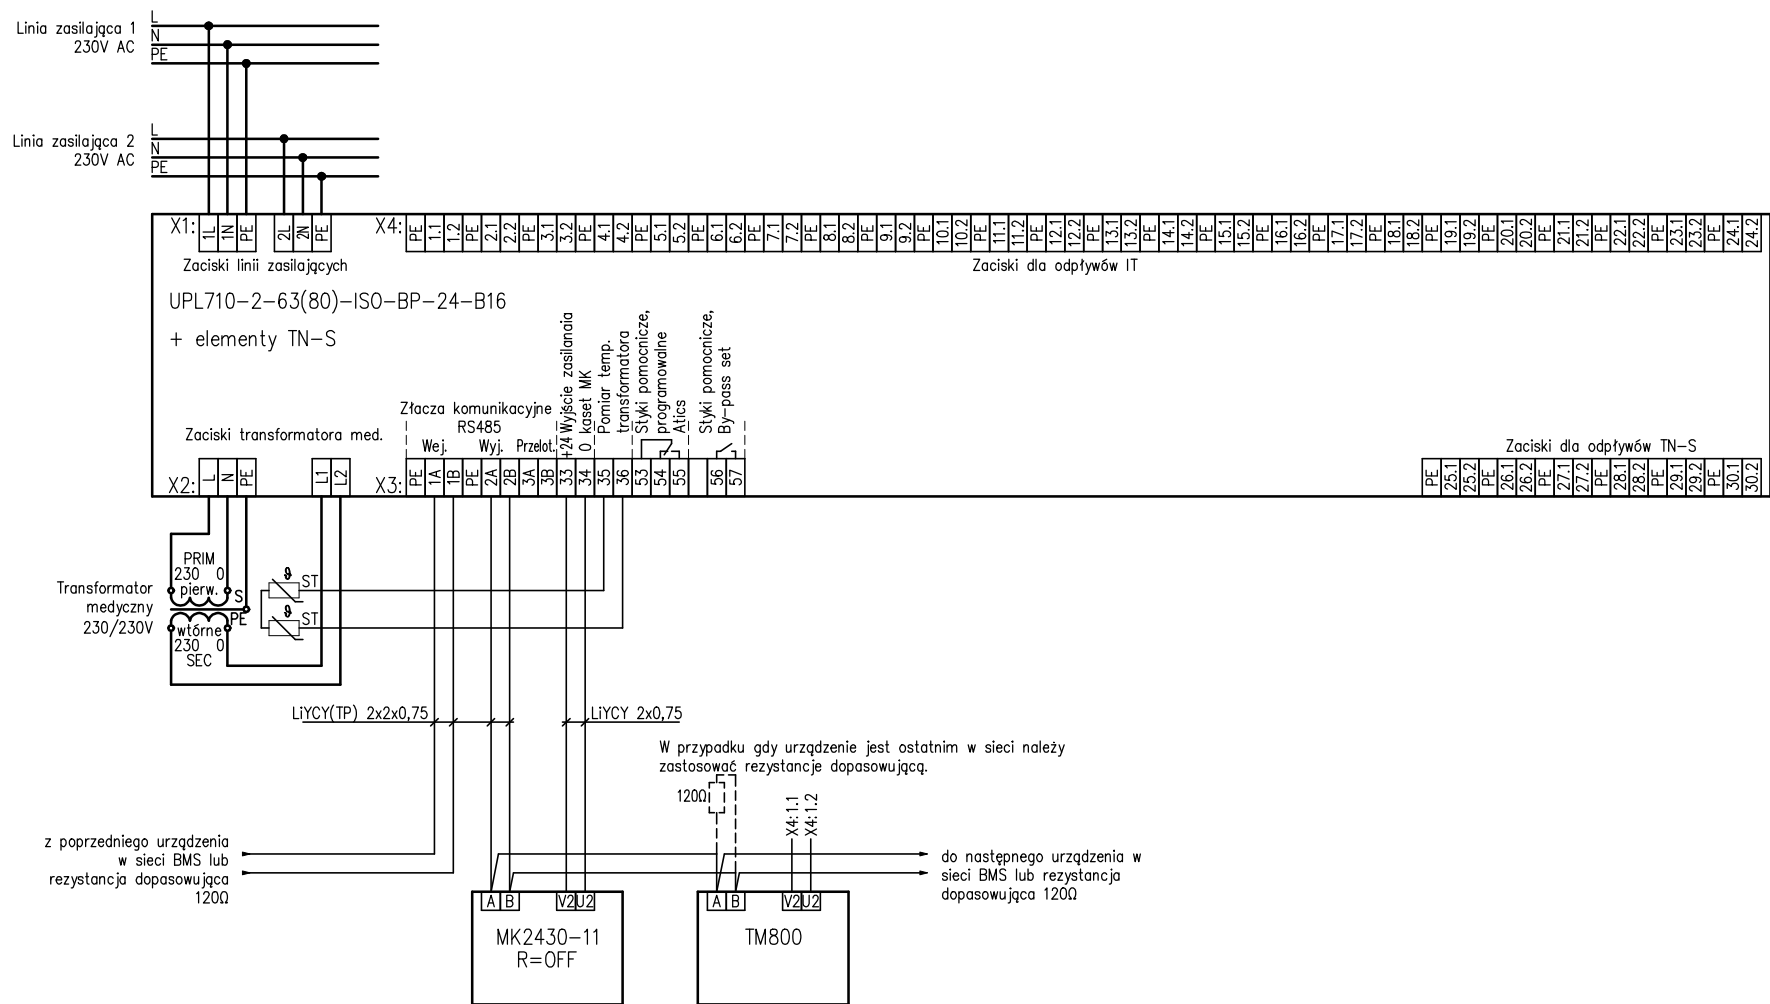 L
Linia zasilająca 1
N
230V AC
PE
L
Linia zasilająca 2
N
230V AC
PE
X1: 1L 1N PE 2L 2N PE
X4: PE 1.1 1.2 PE 2.1 2.2 PE 3.1 3.2 PE 4.1 4.2 PE 5.1 5.2 PE 6.1 6.2 PE 7.1 7.2 PE 8.1 8.2 PE 9.1 9.2 PE 10.1 10.2 PE 11.1 11.2 PE 12.1 12.2 PE 13.1 13.2 PE 14.1 14.2 PE 15.1 15.2 PE 16.1 16.2 PE 17.1 17.2 PE 18.1 18.2 PE 19.1 19.2 PE 20.1 20.2 PE 21.1 21.2 PE 22.1 22.2 PE 23.1 23.2 PE 24.1 24.2
Zaciski linii zasilających
Zaciski dla odpływów IT
UPL710-2-63(80)-ISO-BP-24-B16
+ elementy TN-S
Złącza komunikacyjne
RS485
Wej. Wyj. Przelot.
+24 Wyjście zasilanaia
0 kaset MK
Pomiar temp.
transformatora
Styki pomocnicze,
programowalne
Atics
Styki pomocnicze,
By-pass set
Zaciski transformatora med.
Zaciski dla odpływów TN-S
X2: L N PE L1 L2
X3: PE 1A 1B PE 2A 2B 3A 3B 33 34 35 36 53 54 55 56 57
PE 25.1 25.2 PE 26.1 26.2 PE 27.1 27.2 PE 28.1 28.2 PE 29.1 29.2 PE 30.1 30.2
PRIM
230 0
pierw.
S
PE
wtórne
230 0
SEC
Transformator
medyczny
230/230V
ϑ
ST
ϑ
ST
LiYCY(TP) 2x2x0,75
LiYCY 2x0,75
W przypadku gdy urządzenie jest ostatnim w sieci należy
zastosować rezystancje dopasowującą.
120Ω
X4:1.1
X4:1.2
z poprzedniego urządzenia
w sieci BMS lub
rezystancja dopasowująca
120Ω
do następnego urządzenia w
sieci BMS lub rezystancja
dopasowująca 120Ω
A B V2 U2
MK2430-11
R=OFF
A B V2 U2
TM800